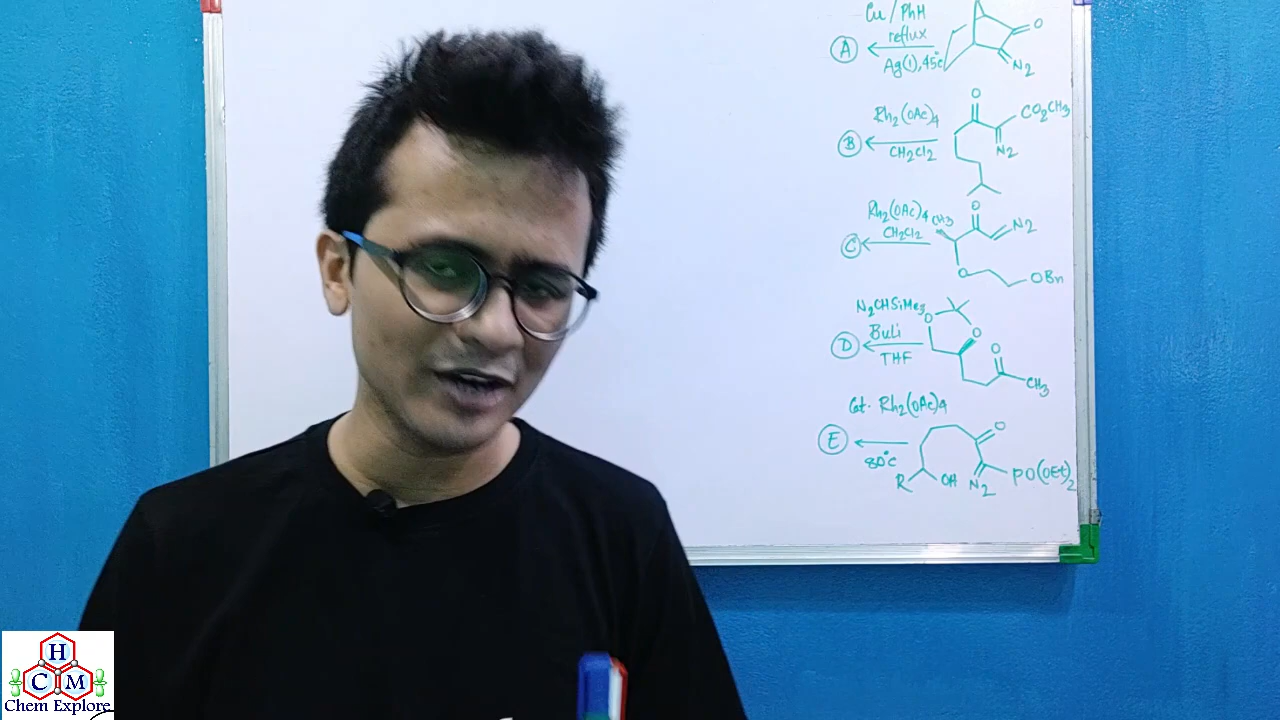 Cu / PhH
reflux
A
Ag(I), 45°C
O
N2
Rh2(OAc)4
B
CH2Cl2
O
CO2CH3
N2
Rh2(OAc)4
C
CH2Cl2
CH3
O
N2
O
OBn
N2CHSiMe3
D
BuLi
THF
O
O
O
CH3
Cat. Rh2(OAc)4
E
80°C
O
R
OH
N2
PO(OEt)2
H
C M
Chem Explore